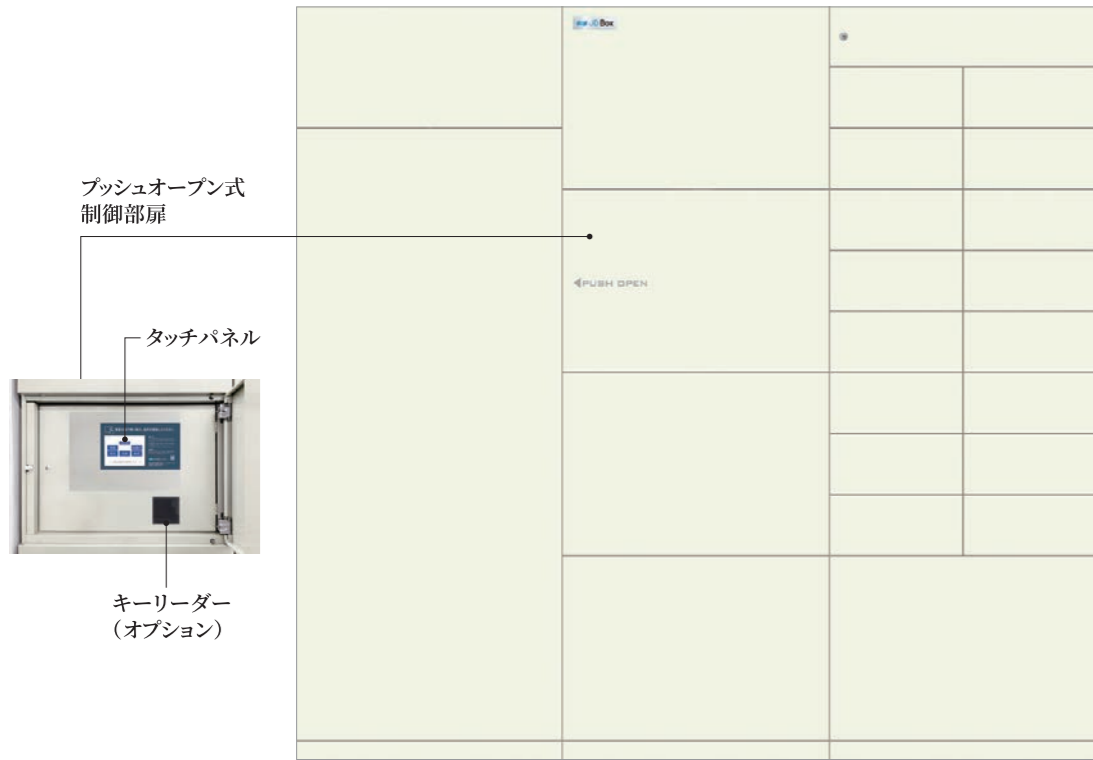 Box
プッシュオープン式
制御部扉
◀PUSH OPEN
タッチパネル
キーリーダー
（オプション）